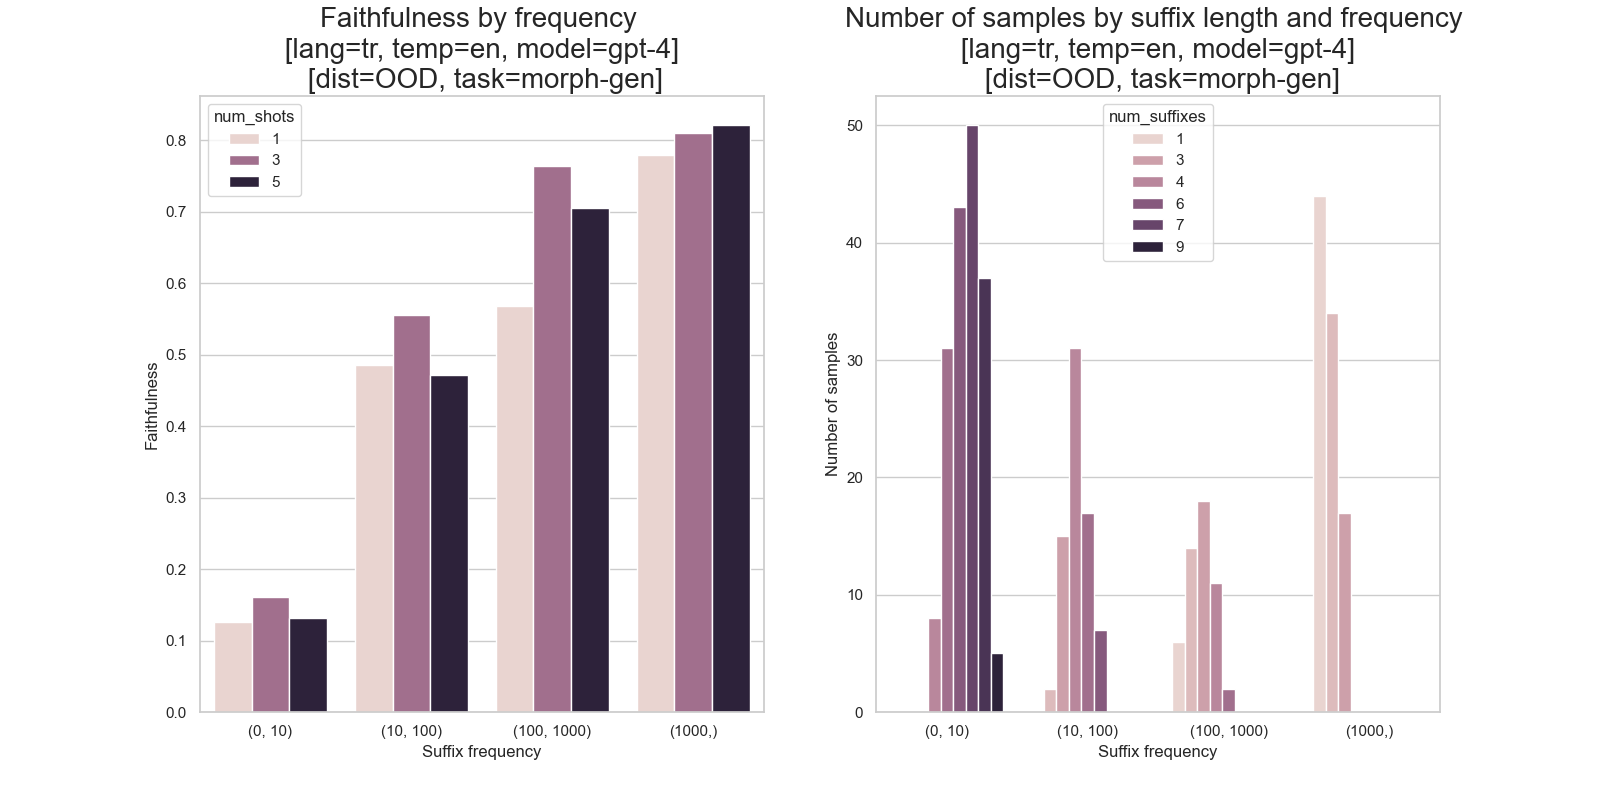 Faithfulness by frequency
[lang=tr, temp=en, model=gpt-4]
[dist=OOD, task=morph-gen]
num_shots
1
3
5
0.8
0.7
0.6
0.5
0.4
0.3
0.2
0.1
0.0
Faithfulness
(0, 10)
(10, 100)
(100, 1000)
(1000,)
Suffix frequency
Number of samples by suffix length and frequency
[lang=tr, temp=en, model=gpt-4]
[dist=OOD, task=morph-gen]
num_suffixes
1
3
4
6
7
9
50
40
30
20
10
0
Number of samples
(0, 10)
(10, 100)
(100, 1000)
(1000,)
Suffix frequency